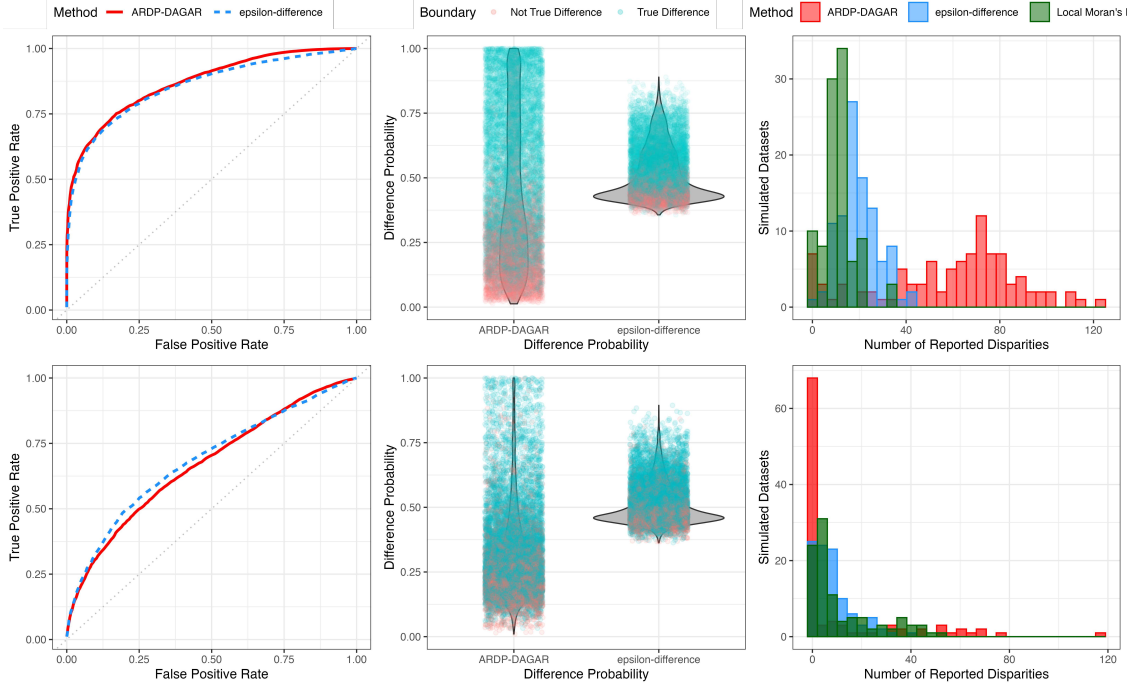 Method ARDP-DAGAR epsilon-difference
Boundary Not True Difference True Difference
Method ARDP-DAGAR epsilon-difference Local Moran's
1.00
0.75
0.50
0.25
0.00
True Positive Rate
0.00 0.25 0.50 0.75 1.00
False Positive Rate
1.00
0.75
0.50
0.25
0.00
Difference Probability
ARDP-DAGAR epsilon-difference
Difference Probability
30
20
10
0
Simulated Datasets
0 40 80 120
Number of Reported Disparities
1.00
0.75
0.50
0.25
0.00
True Positive Rate
0.00 0.25 0.50 0.75 1.00
False Positive Rate
1.00
0.75
0.50
0.25
0.00
Difference Probability
ARDP-DAGAR epsilon-difference
Difference Probability
60
40
20
0
Simulated Datasets
0 40 80 120
Number of Reported Disparities